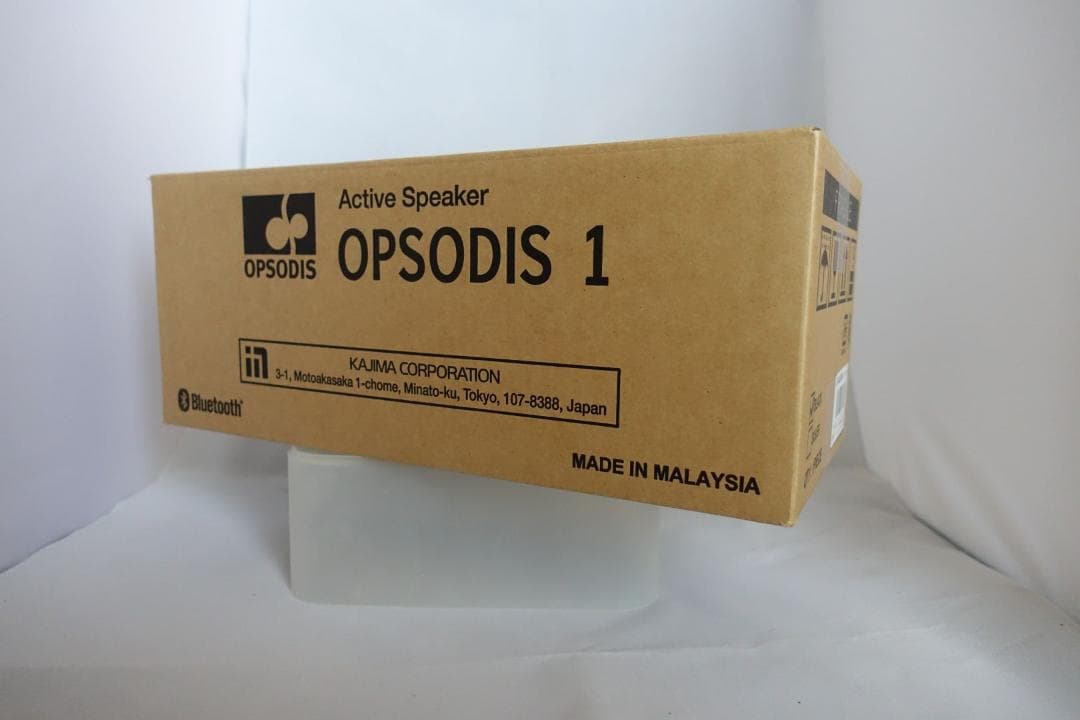 Active Speaker
OPSODIS 1
OPSODIS
KAJIMA CORPORATION
3-1, Motoakasaka 1-chome, Minato-ku, Tokyo, 107-8388, Japan
Bluetooth
MADE IN MALAYSIA